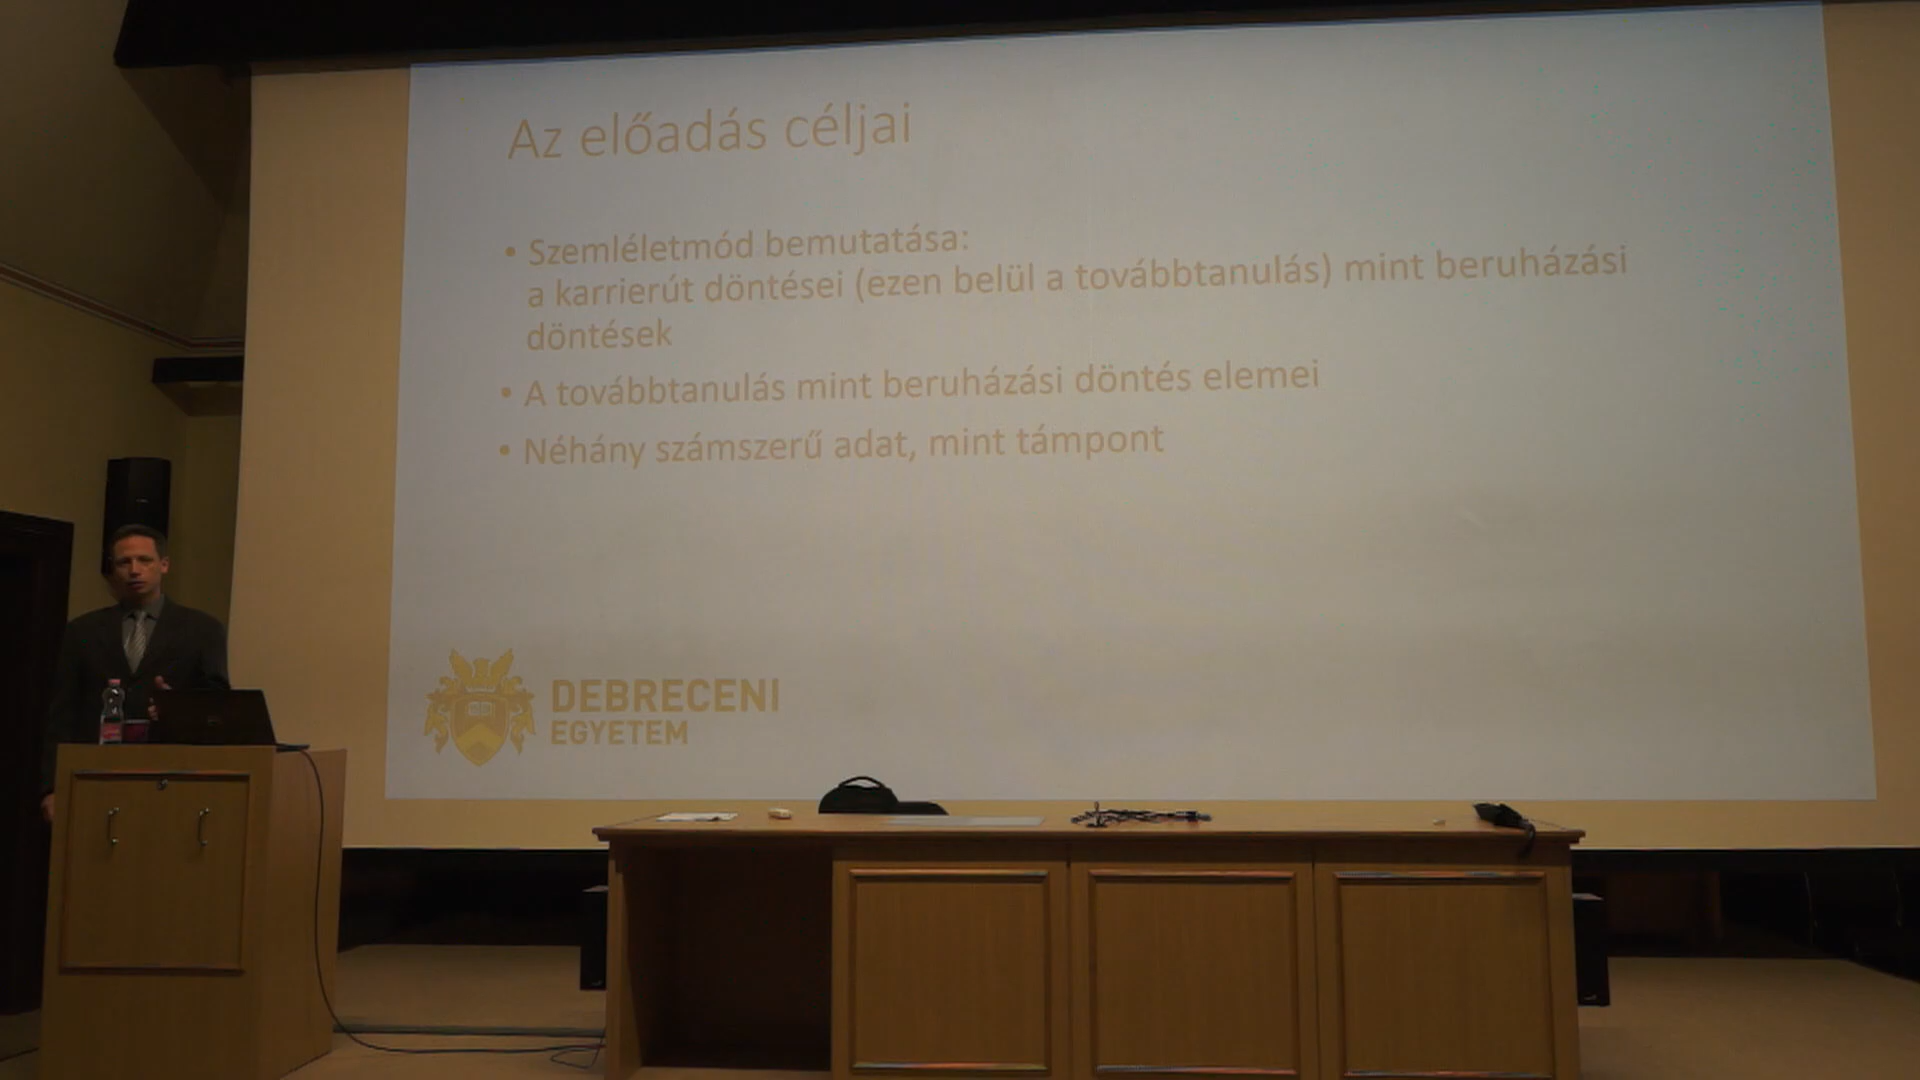 Az előadás céljai
• Szemléletmód bemutatása:
a karrierút döntései (ezen belül a továbbtanulás) mint beruházási
döntések
• A továbbtanulás mint beruházási döntés elemei
• Néhány számszerű adat, mint támpont
DEBRECENI
EGYETEM